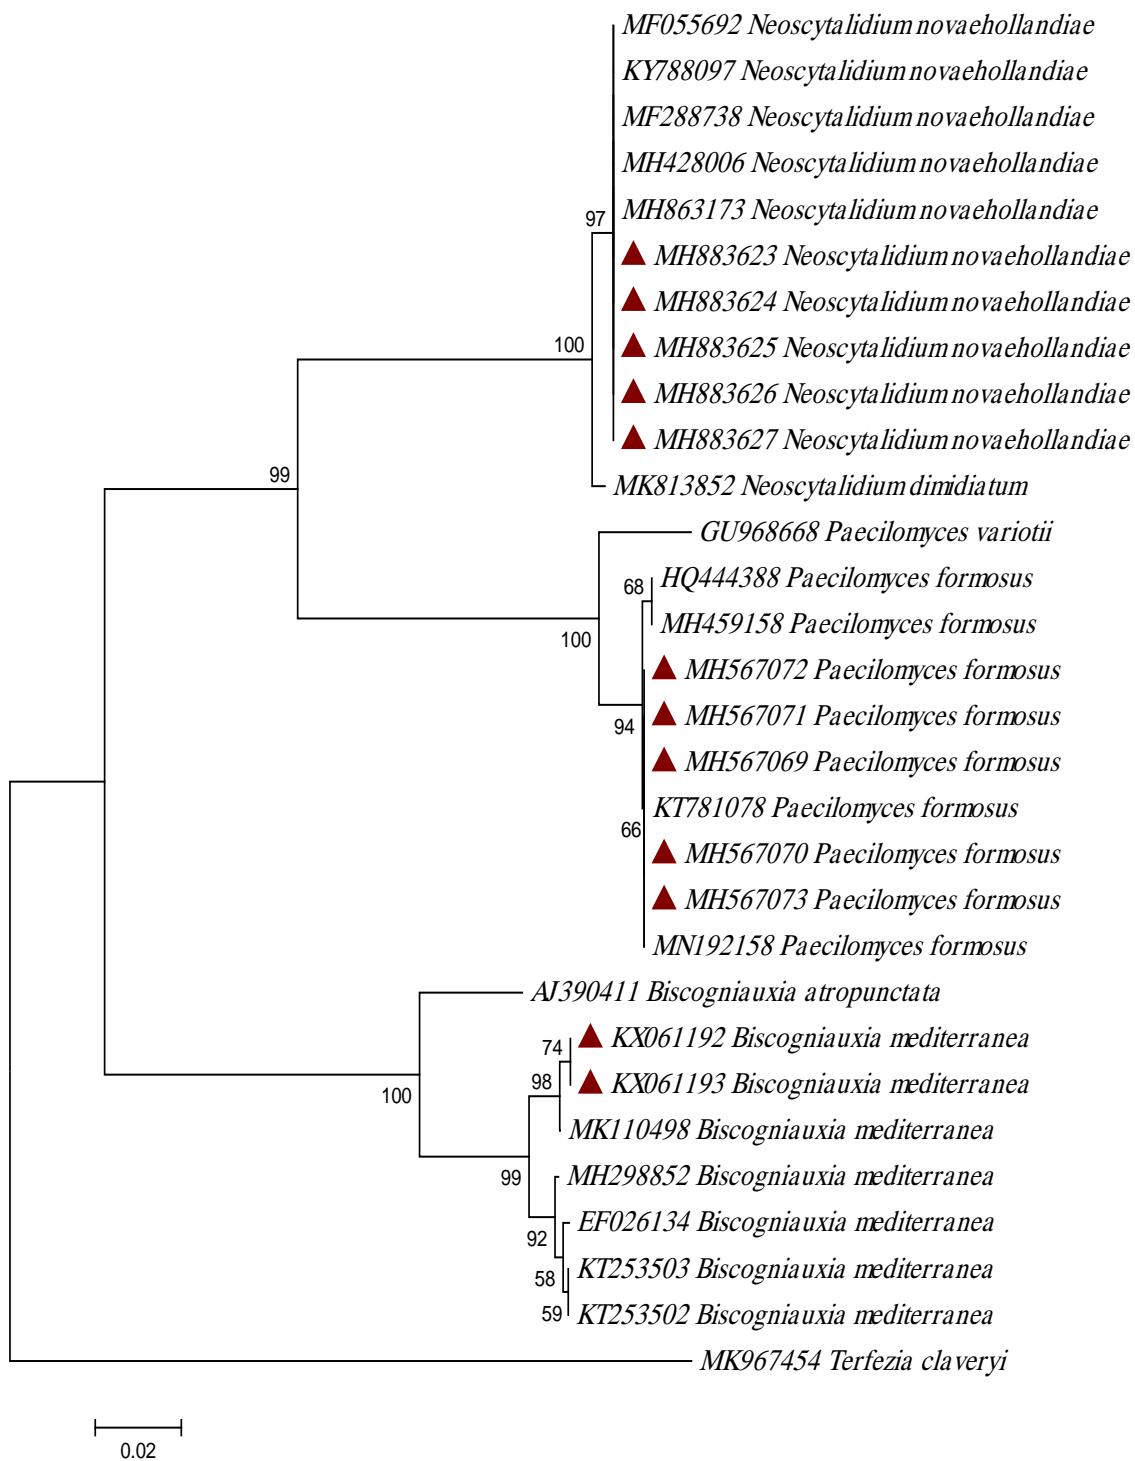 MF055692 Neoscytalidium novaehollandiae
KY788097 Neoscytalidium novaehollandiae
MF288738 Neoscytalidium novaehollandiae
MH428006 Neoscytalidium novaehollandiae
MH863173 Neoscytalidium novaehollandiae
97
MH883623 Neoscytalidium novaehollandiae
MH883624 Neoscytalidium novaehollandiae
100
MH883625 Neoscytalidium novaehollandiae
MH883626 Neoscytalidium novaehollandiae
MH883627 Neoscytalidium novaehollandiae
99
MK813852 Neoscytalidium dimidiatum
GU968668 Paecilomyces variotii
68
HQ444388 Paecilomyces formosus
MH459158 Paecilomyces formosus
100
MH567072 Paecilomyces formosus
MH567071 Paecilomyces formosus
94
MH567069 Paecilomyces formosus
KT781078 Paecilomyces formosus
66
MH567070 Paecilomyces formosus
MH567073 Paecilomyces formosus
MN192158 Paecilomyces formosus
AJ390411 Biscogniauxia atropunctata
KX061192 Biscogniauxia mediterranea
74
98
KX061193 Biscogniauxia mediterranea
100
MK110498 Biscogniauxia mediterranea
99
MH298852 Biscogniauxia mediterranea
EF026134 Biscogniauxia mediterranea
92
KT253503 Biscogniauxia mediterranea
58
59
KT253502 Biscogniauxia mediterranea
MK967454 Terfezia claveryi
0.02